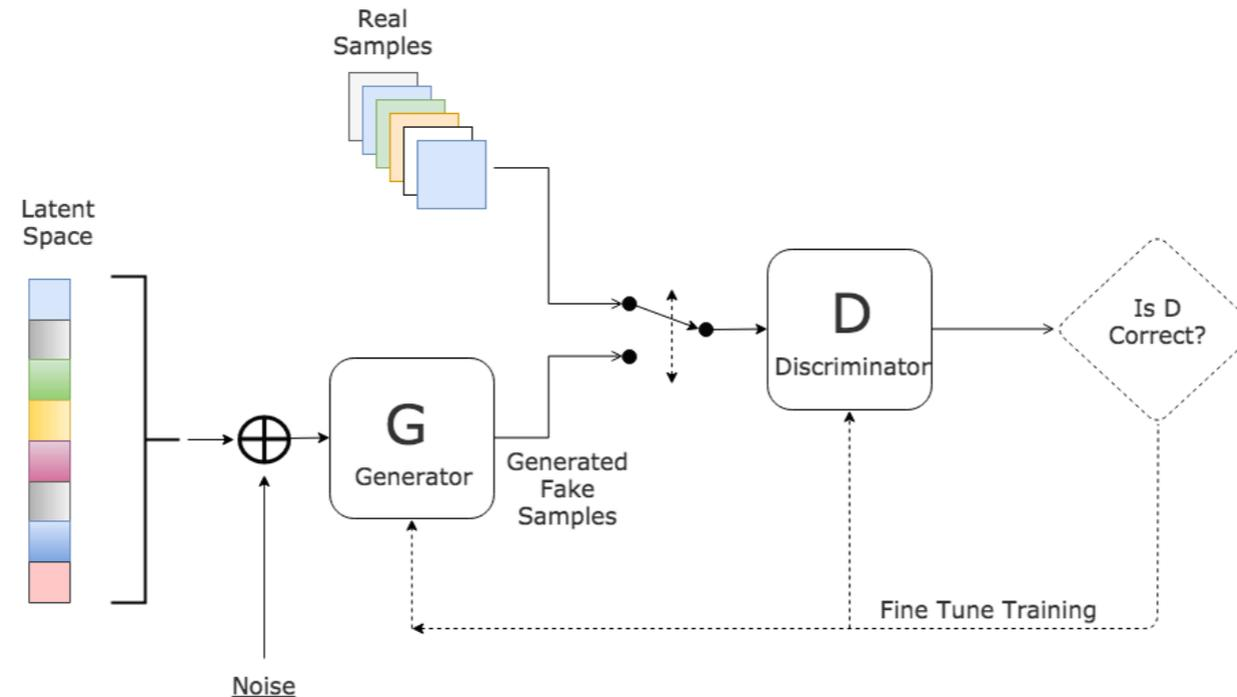 Real
Samples
Latent
Space
D
Discriminator
Is D
Correct?
G
Generator
Generated
Fake
Samples
Fine Tune Training
Noise